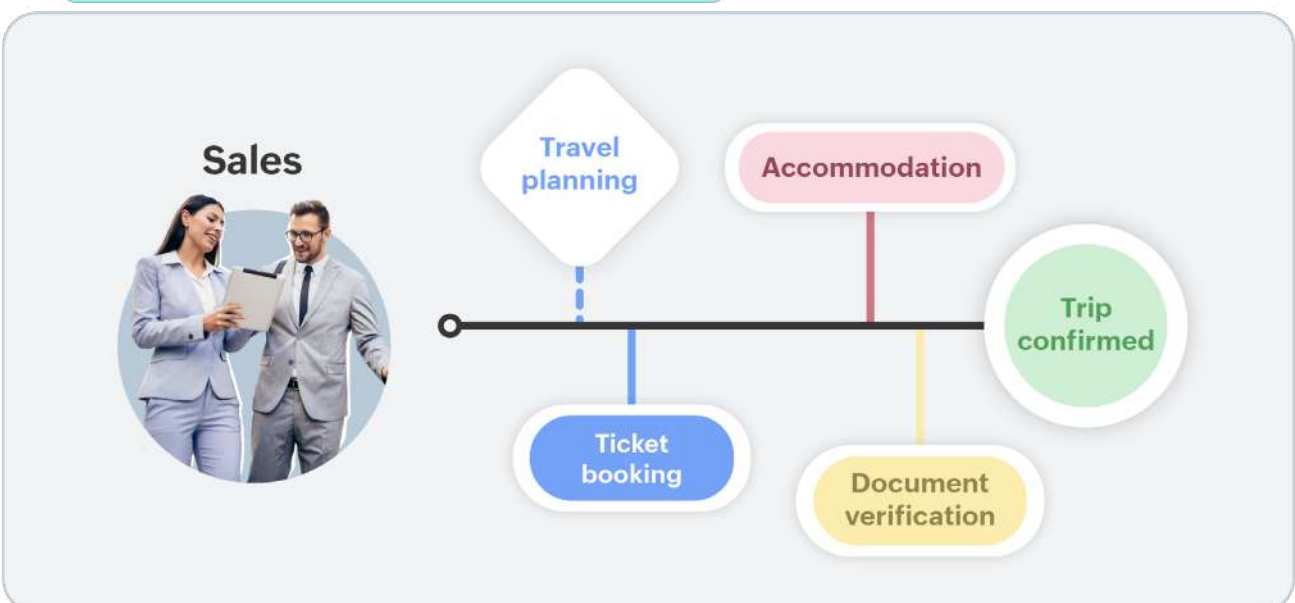 Sales
Travel
planning
Accommodation
Trip
confirmed
Ticket
booking
Document
verification